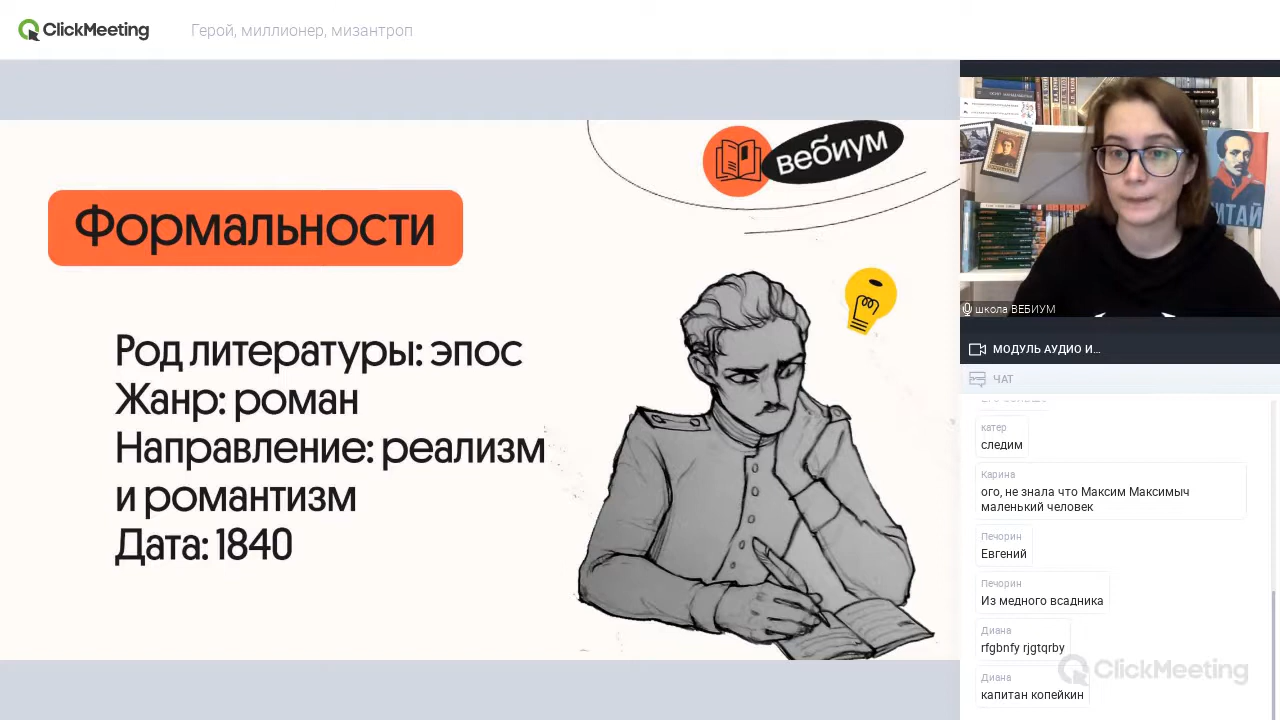 ClickMeeting
Герой, миллионер, мизантроп
вебиум
Формальности
Род литературы: эпос
Жанр: роман
Направление: реализм
и романтизм
Дата: 1840
ЧИТАЙ
школа ВЕБИУМ
МОДУЛЬ АУДИО И...
ЧАТ
катер
следим
Карина
ого, не знала что Максим Максимыч
маленький человек
Печорин
Евгений
Печорин
Из медного всадника
Диана
rfgbnfy rjgtqrby
Диана
капитан копейкин
ClickMeeting